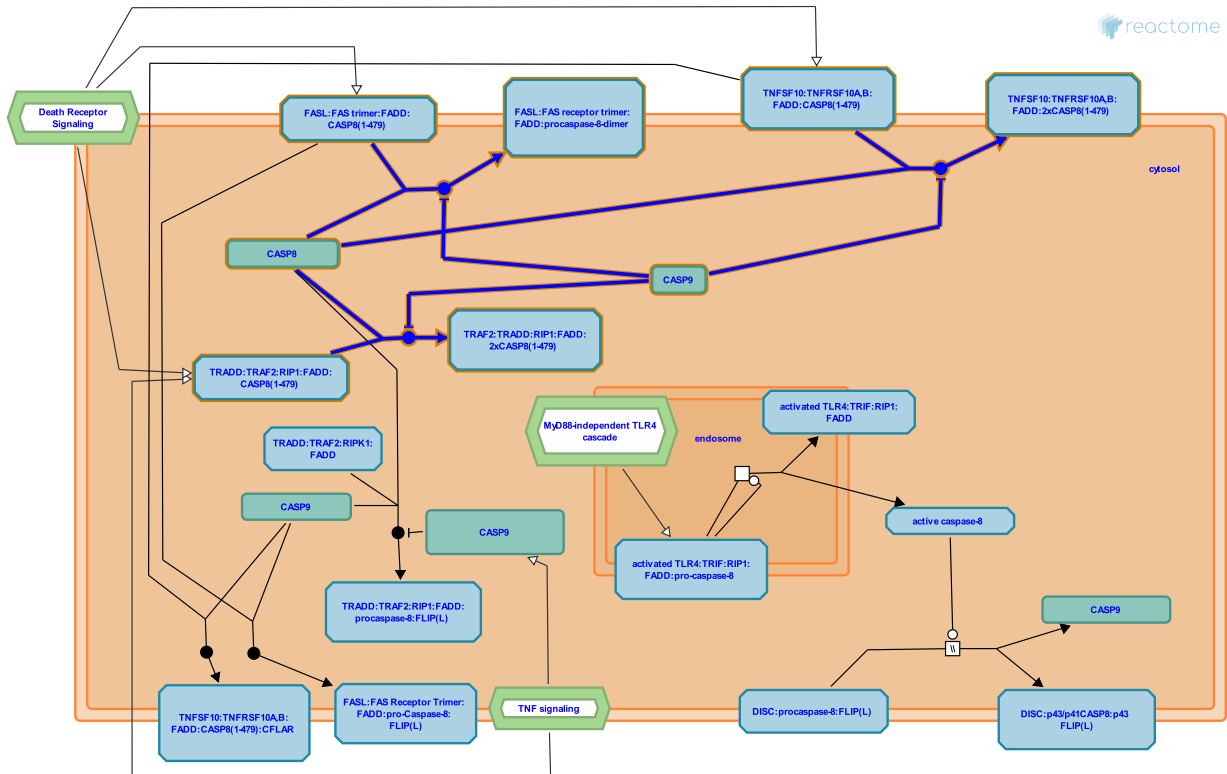 reactome
Death Receptor
Signaling
FASL:FAS trimer:FADD:
CASP8(1-479)
FASL:FAS receptor trimer:
FADD:procaspase-8-dimer
TNFSF10:TNFRSF10A,B:
FADD:CASP8(1-479)
TNFSF10:TNFRSF10A,B:
FADD:2xCASP8(1-479)
cytosol
CASP8
CASP9
TRAF2:TRADD:RIP1:FADD:
2xCASP8(1-479)
TRADD:TRAF2:RIP1:FADD:
CASP8(1-479)
MyD88-independent TLR4
cascade
endosome
activated TLR4:TRIF:RIP1:
FADD
TRADD:TRAF2:RIPK1:
FADD
CASP9
CASP9
active caspase-8
activated TLR4:TRIF:RIP1:
FADD:pro-caspase-8
TRADD:TRAF2:RIP1:FADD:
procaspase-8:FLIP(L)
CASP9
\\
TNFSF10:TNFRSF10A,B:
FADD:CASP8(1-479):CFLAR
FASL:FAS Receptor Trimer:
FADD:pro-Caspase-8:
FLIP(L)
TNF signaling
DISC:procaspase-8:FLIP(L)
DISC:p43/p41CASP8:p43
FLIP(L)